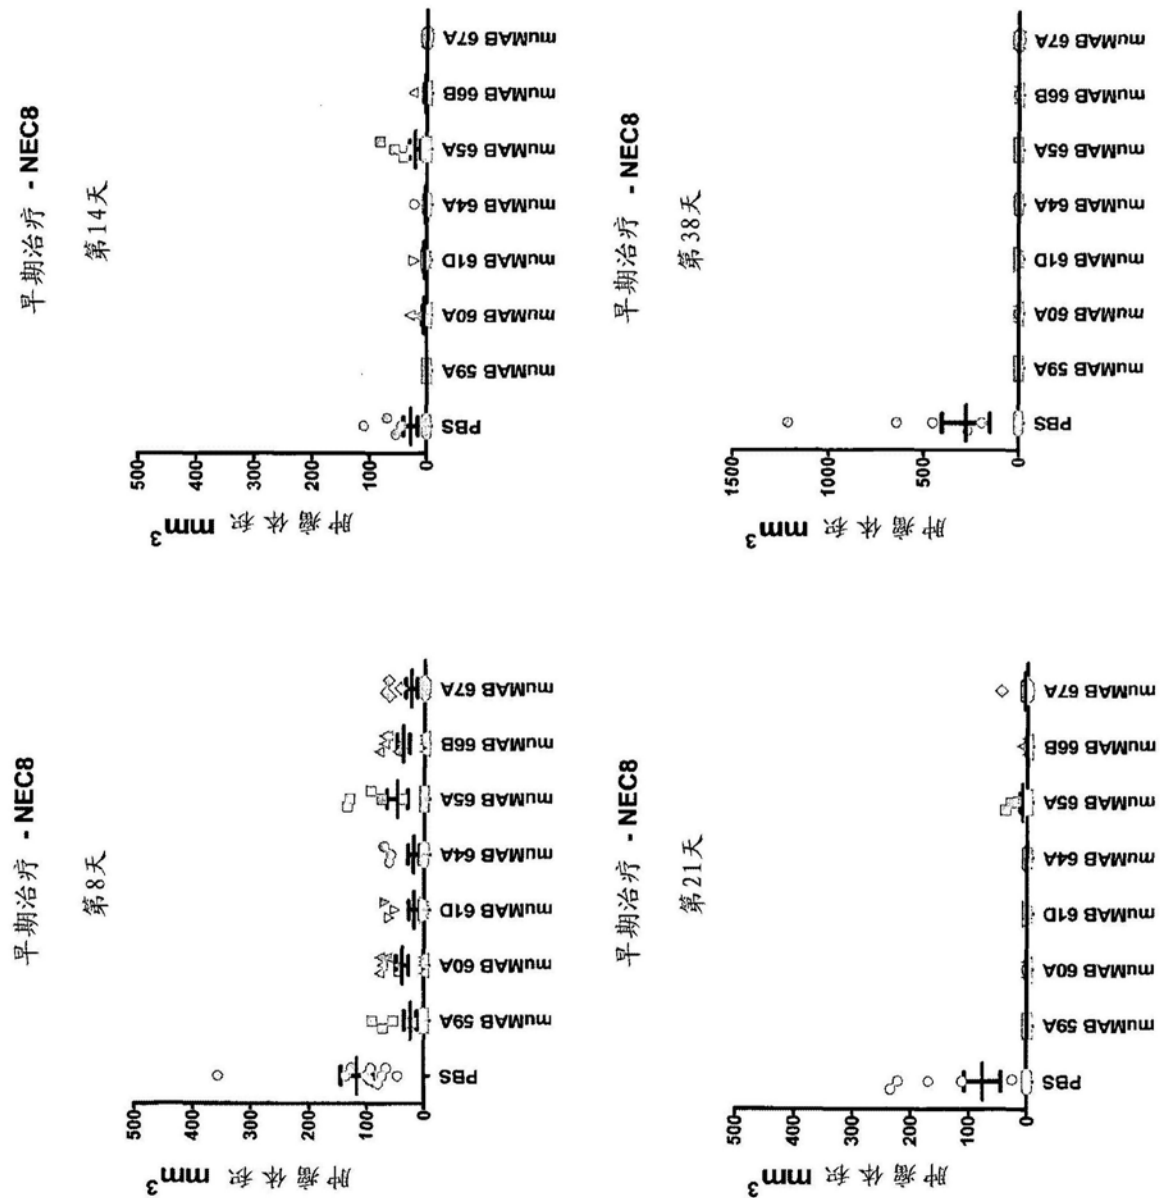 早期治疗 - NEC8
第8天
肿瘤体积 mm³
500
400
300
200
100
0
PBS
muMAB 59A
muMAB 60A
muMAB 61D
muMAB 64A
muMAB 65A
muMAB 66B
muMAB 67A
早期治疗 - NEC8
第14天
肿瘤体积 mm³
500
400
300
200
100
0
PBS
muMAB 59A
muMAB 60A
muMAB 61D
muMAB 64A
muMAB 65A
muMAB 66B
muMAB 67A
早期治疗 - NEC8
第21天
肿瘤体积 mm³
500
400
300
200
100
0
PBS
muMAB 59A
muMAB 60A
muMAB 61D
muMAB 64A
muMAB 65A
muMAB 66B
muMAB 67A
早期治疗 - NEC8
第38天
肿瘤体积 mm³
1500
1000
500
0
PBS
muMAB 59A
muMAB 60A
muMAB 61D
muMAB 64A
muMAB 65A
muMAB 66B
muMAB 67A